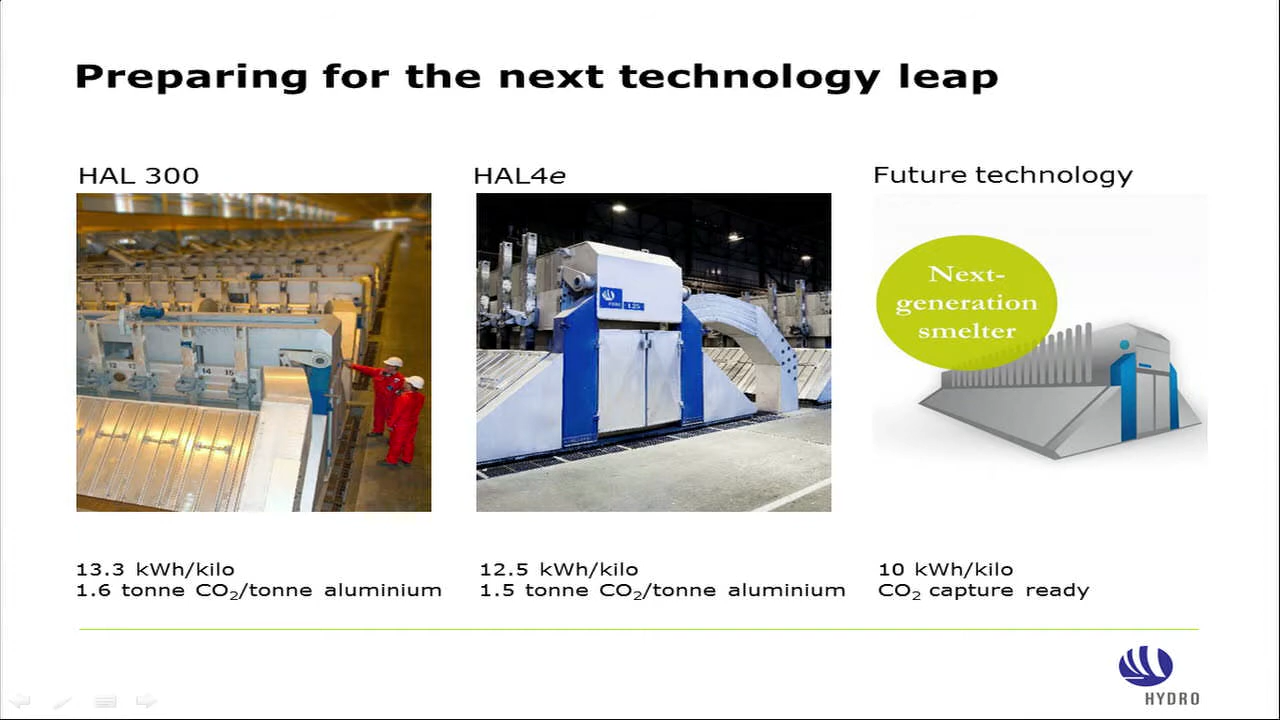 Preparing for the next technology leap
HAL 300
HAL4e
Future technology
Next-
generation
smelter
13.3 kWh/kilo
1.6 tonne CO₂/tonne aluminium
12.5 kWh/kilo
1.5 tonne CO₂/tonne aluminium
10 kWh/kilo
CO₂ capture ready
HYDRO